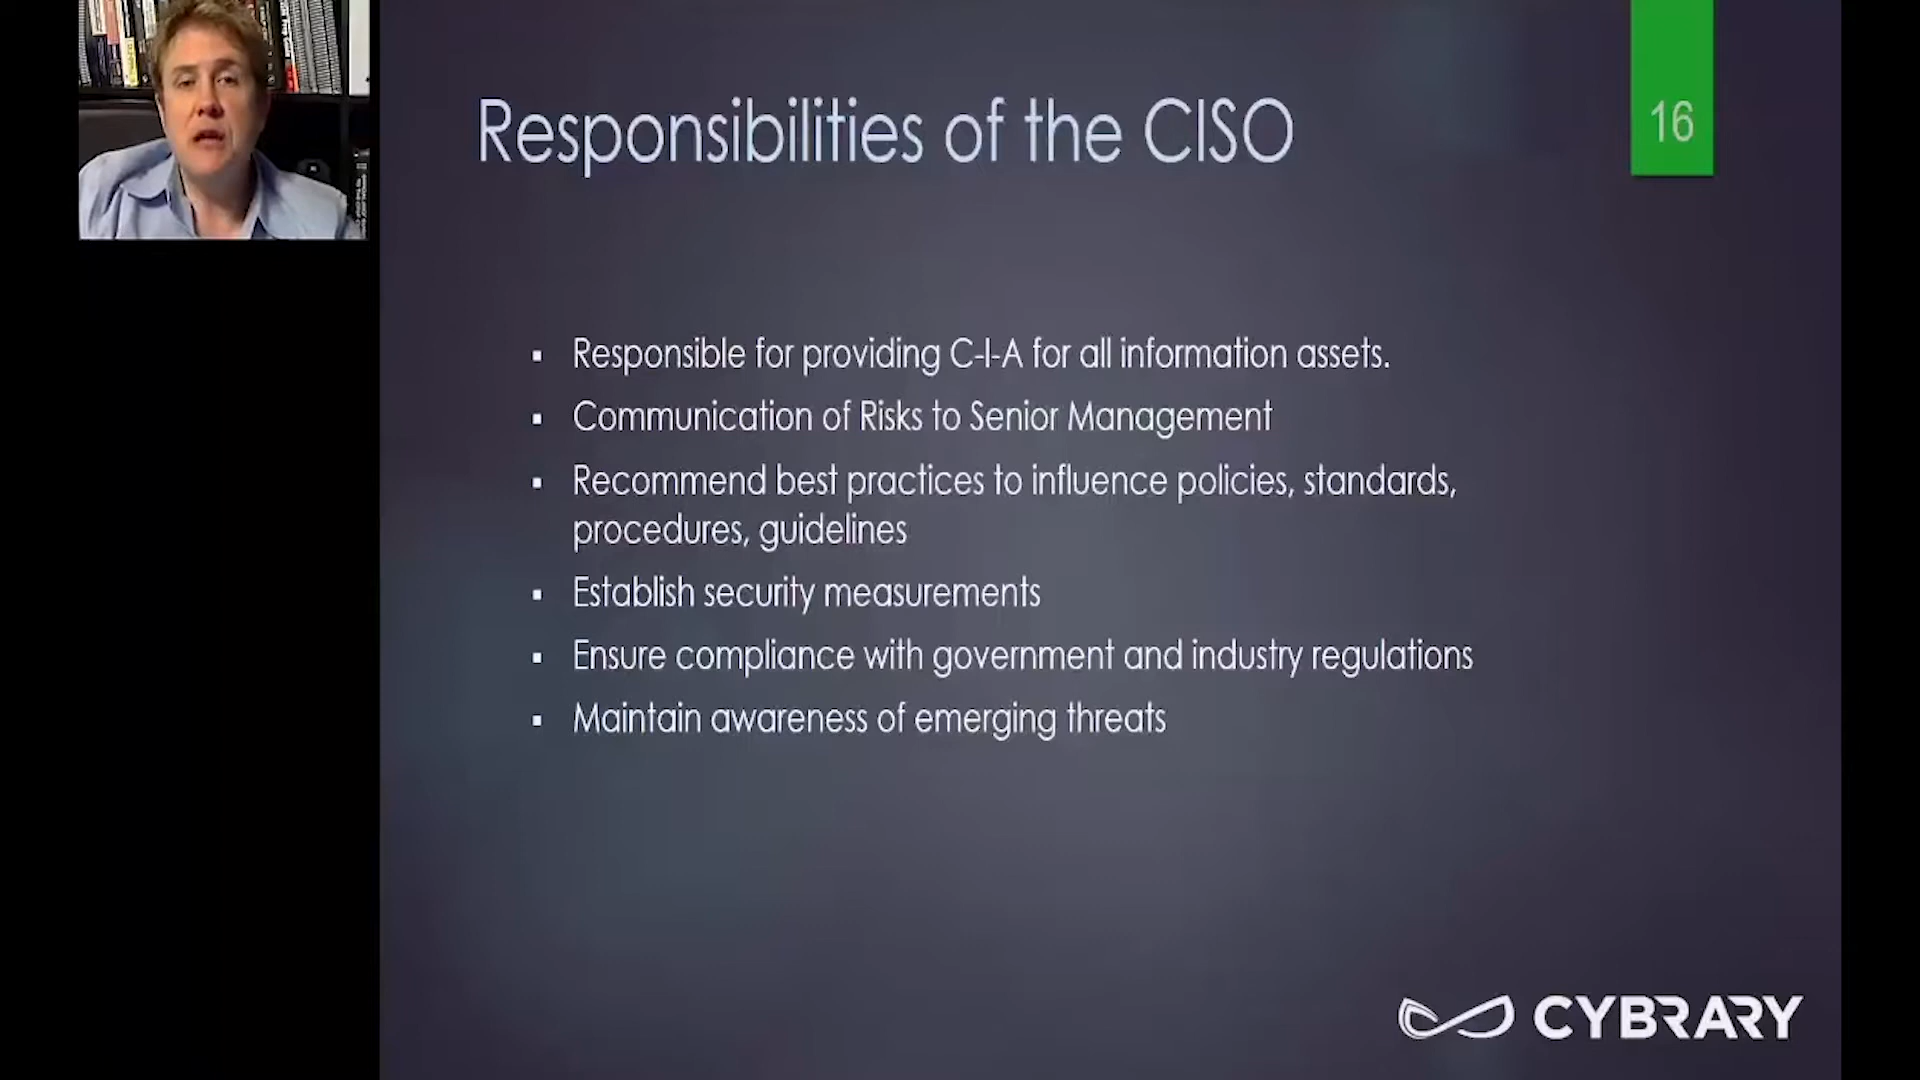 Responsibilities of the CISO
16
▪ Responsible for providing C-I-A for all information assets.
▪ Communication of Risks to Senior Management
▪ Recommend best practices to influence policies, standards,
procedures, guidelines
▪ Establish security measurements
▪ Ensure compliance with government and industry regulations
▪ Maintain awareness of emerging threats
CYBRARY